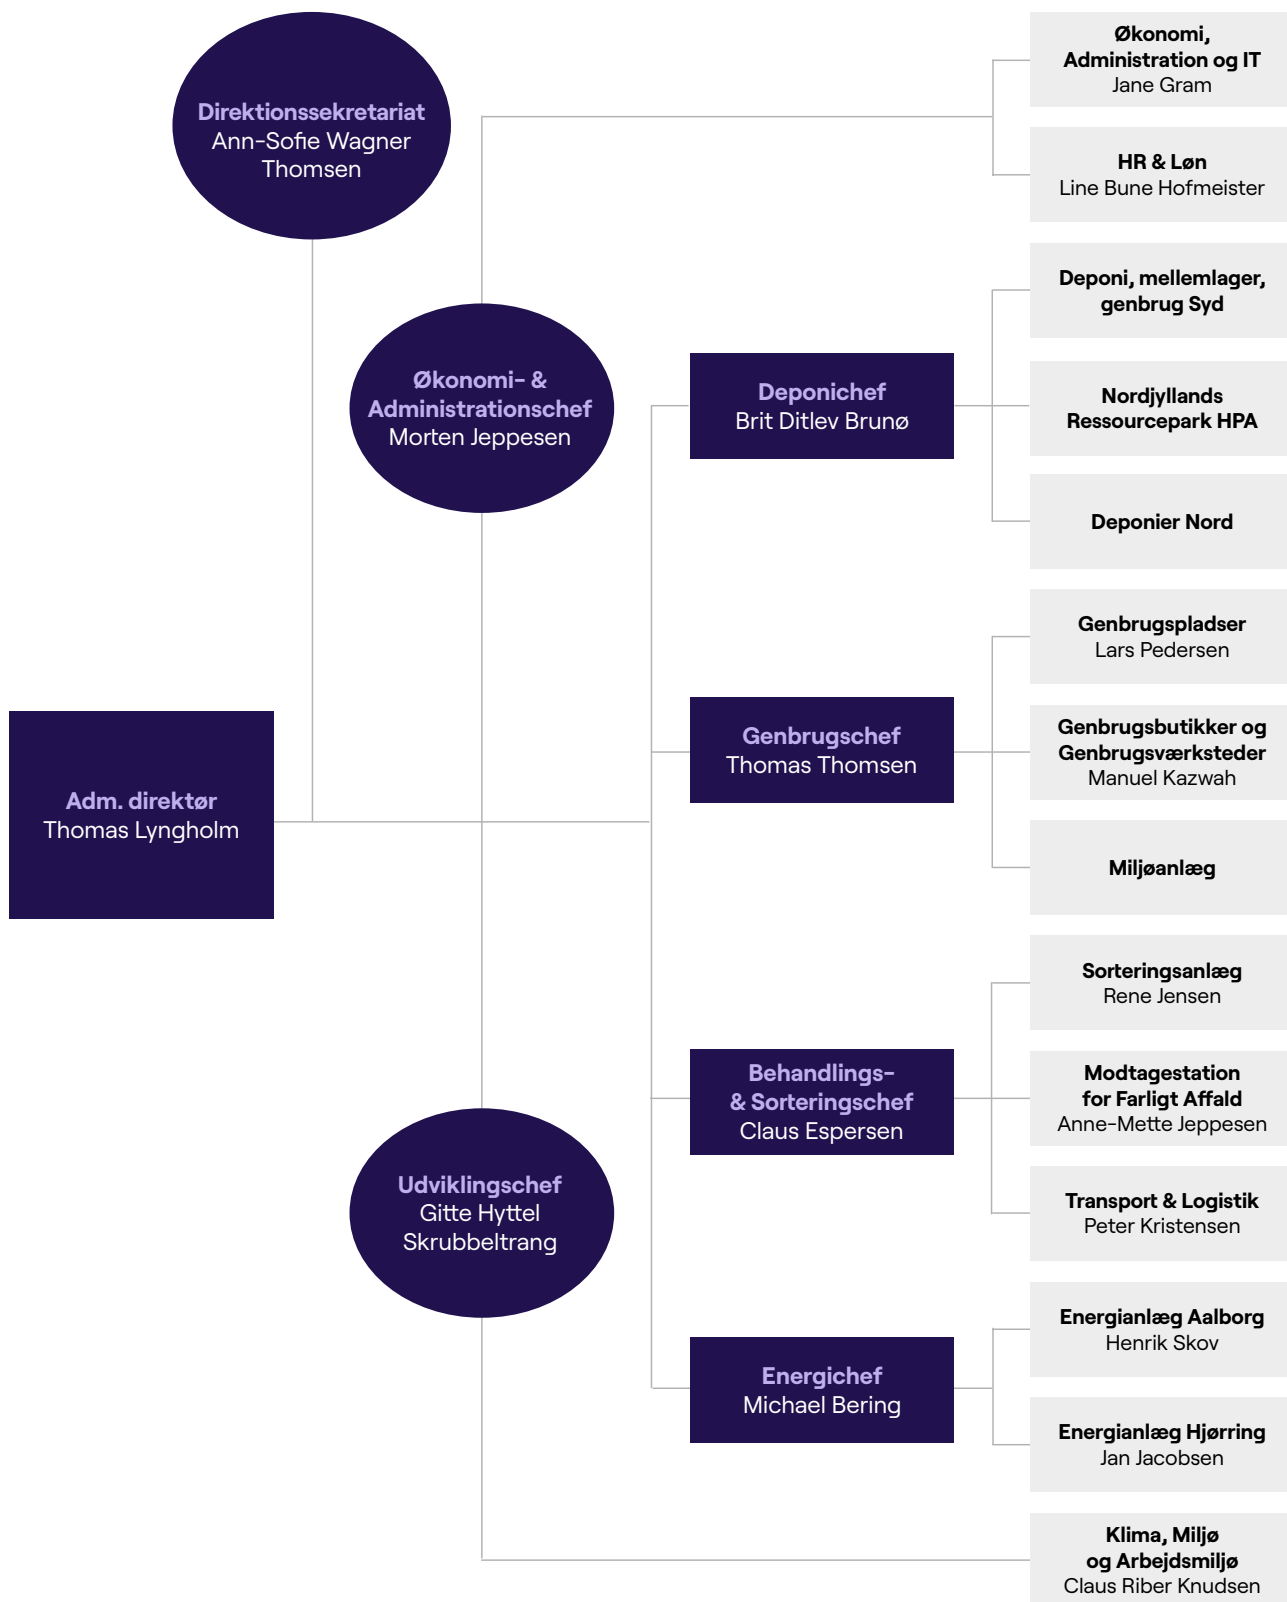 Direktionssekretariat
Ann-Sofie Wagner
Thomsen
Økonomi- &
Administrationschef
Morten Jeppesen
Adm. direktør
Thomas Lyngholm
Udviklingschef
Gitte Hyttel
Skrubbeltrang
Deponichef
Brit Ditlev Brunø
Genbrugschef
Thomas Thomsen
Behandlings-
& Sorteringschef
Claus Espersen
Energichef
Michael Bering
Økonomi,
Administration og IT
Jane Gram
HR & Løn
Line Bune Hofmeister
Deponi, mellemlager,
genbrug Syd
Nordjyllands
Ressourcepark HPA
Deponier Nord
Genbrugspladser
Lars Pedersen
Genbrugsbutikker og
Genbrugsværksteder
Manuel Kazwah
Miljøanlæg
Sorteringsanlæg
Rene Jensen
Modtagestation
for Farligt Affald
Anne-Mette Jeppesen
Transport & Logistik
Peter Kristensen
Energianlæg Aalborg
Henrik Skov
Energianlæg Hjørring
Jan Jacobsen
Klima, Miljø
og Arbejdsmiljø
Claus Riber Knudsen